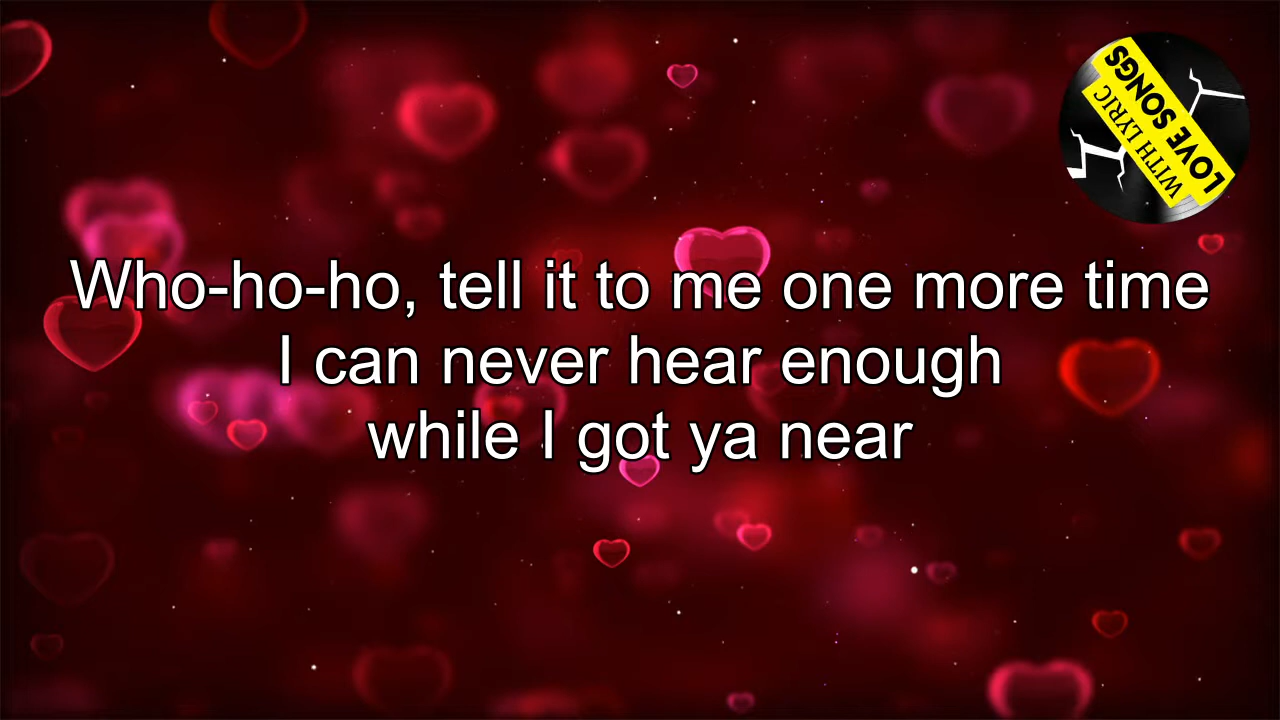 WITH LYRIC
LOVE SONGS
Who-ho-ho, tell it to me one more time
I can never hear enough
while I got ya near